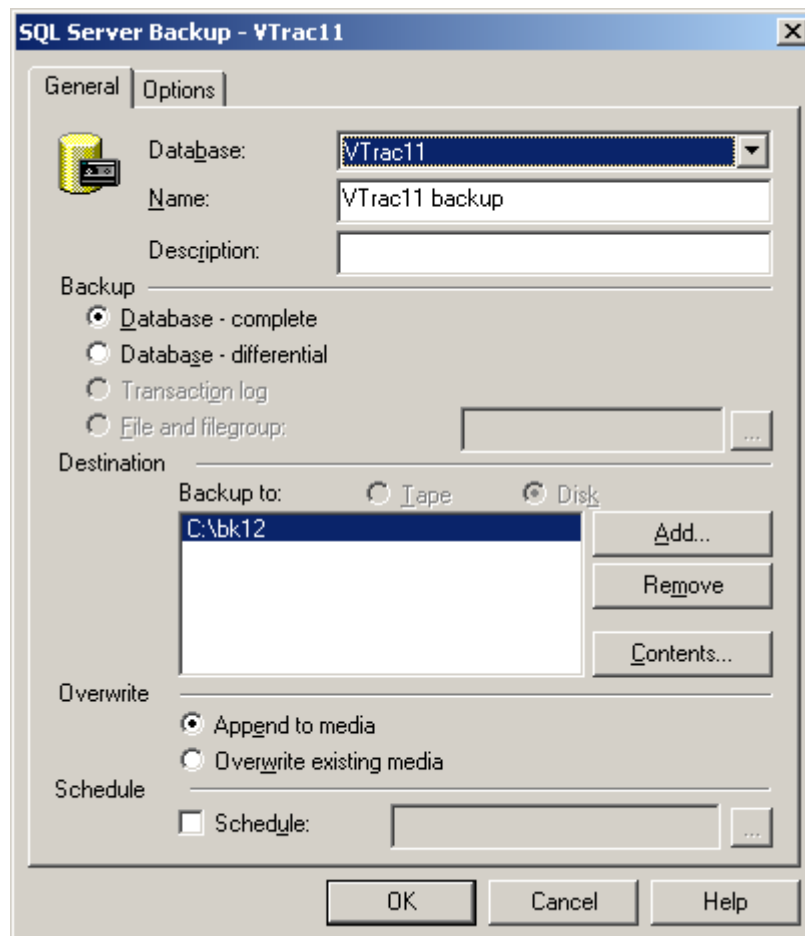 SQL Server Backup - VTrac11
General Options
Database: VTrac11
Name: VTrac11 backup
Description:
Backup
Database - complete
Database - differential
Transaction log
File and filegroup: ...
Destination
Backup to: Tape Disk
C:\bk12
Add...
Remove
Contents...
Overwrite
Append to media
Overwrite existing media
Schedule
Schedule: ...
OK Cancel Help